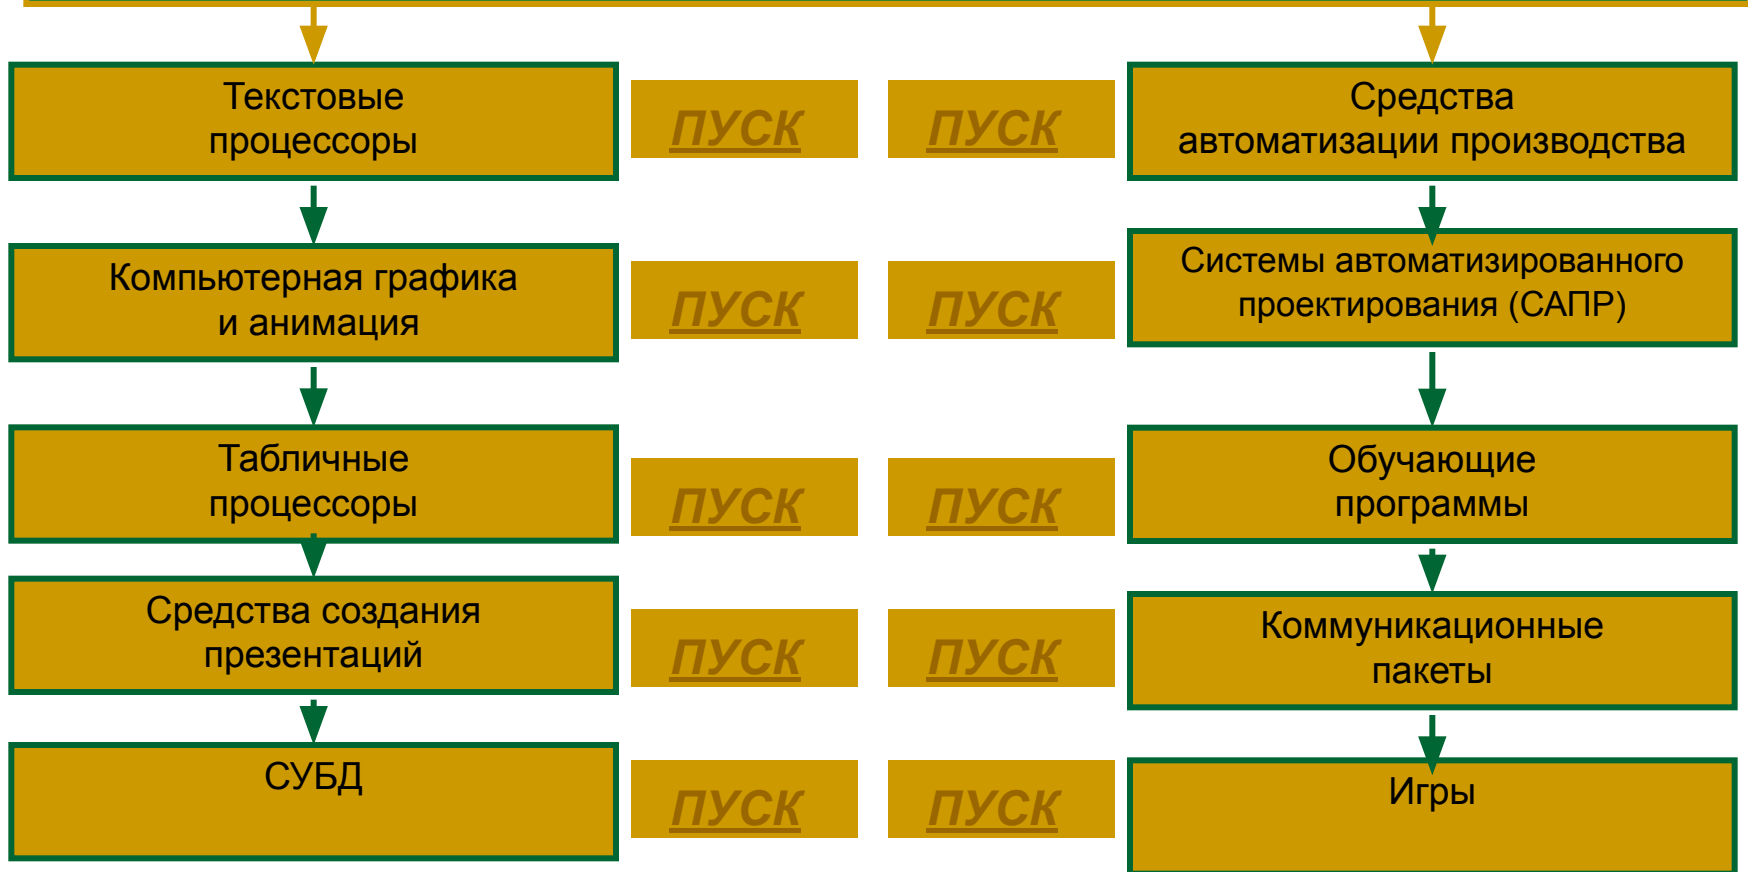 Текстовые
процессоры
ПУСК
ПУСК
Средства
автоматизации производства
Компьютерная графика
и анимация
ПУСК
ПУСК
Системы автоматизированного
проектирования (САПР)
Табличные
процессоры
ПУСК
ПУСК
Обучающие
программы
Средства создания
презентаций
ПУСК
ПУСК
Коммуникационные
пакеты
СУБД
ПУСК
ПУСК
Игры